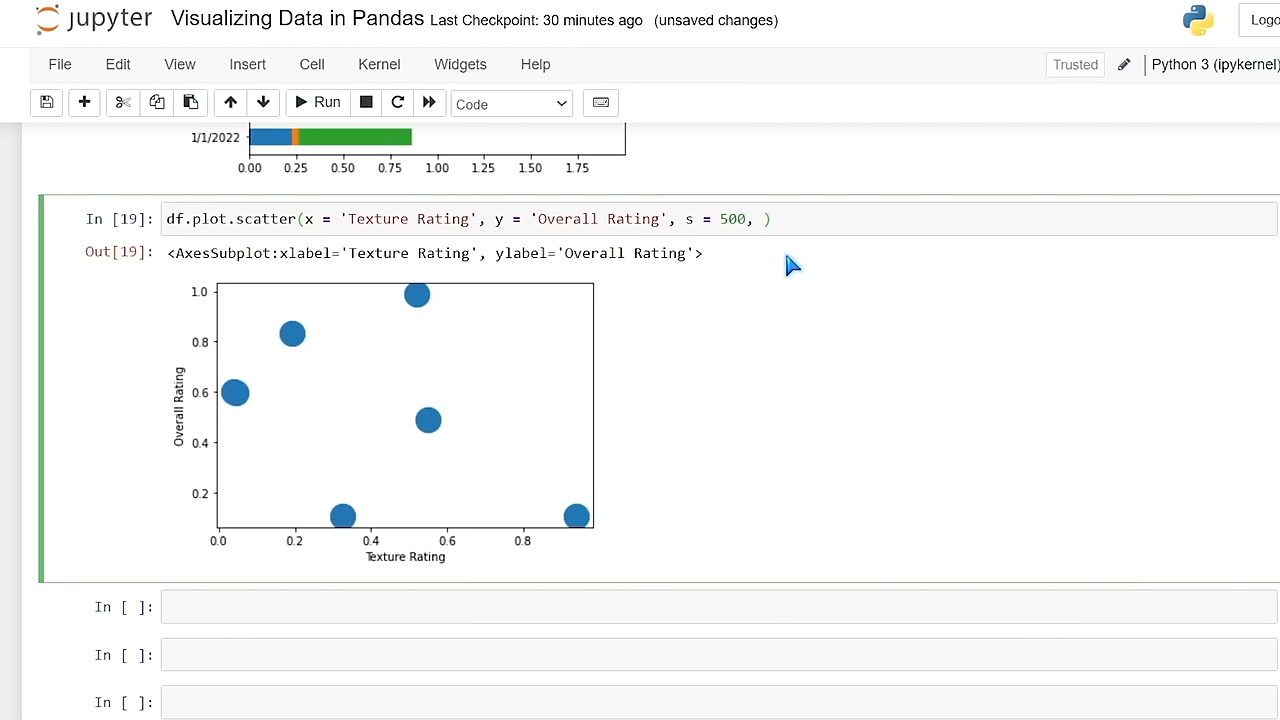 jupyter Visualizing Data in Pandas Last Checkpoint: 30 minutes ago (unsaved changes)
Logo
File Edit View Insert Cell Kernel Widgets Help
Trusted Python 3 (ipykernel)
Run Code
1/1/2022
0.00 0.25 0.50 0.75 1.00 1.25 1.50 1.75
In [19]: df.plot.scatter(x = 'Texture Rating', y = 'Overall Rating', s = 500, )
Out[19]: <AxesSubplot:xlabel='Texture Rating', ylabel='Overall Rating'>
1.0
0.8
0.6
0.4
0.2
Overall Rating
0.0 0.2 0.4 0.6 0.8
Texture Rating
In [ ]:
In [ ]:
In [ ]: